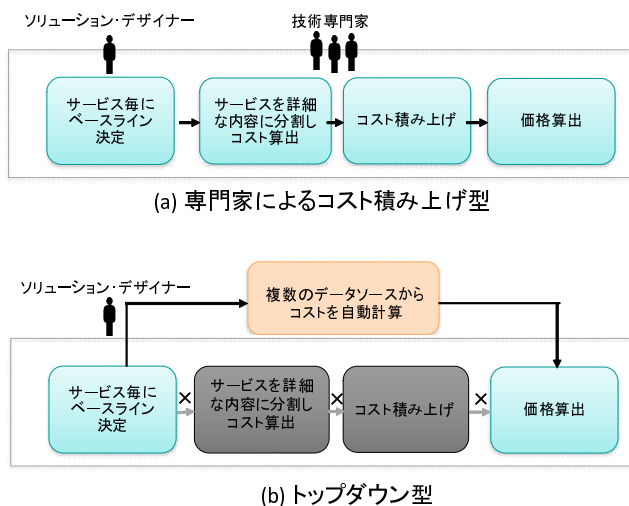 ソリューション・デザイナー
技術専門家
サービス毎に
ベースライン
決定
サービスを詳細
な内容に分割し
コスト算出
コスト積み上げ
価格算出
(a) 専門家によるコスト積み上げ型
ソリューション・デザイナー
複数のデータソースから
コストを自動計算
サービス毎に
ベースライン
決定
×
サービスを詳細
な内容に分割し
コスト算出
×
コスト積み上げ
×
価格算出
(b) トップダウン型